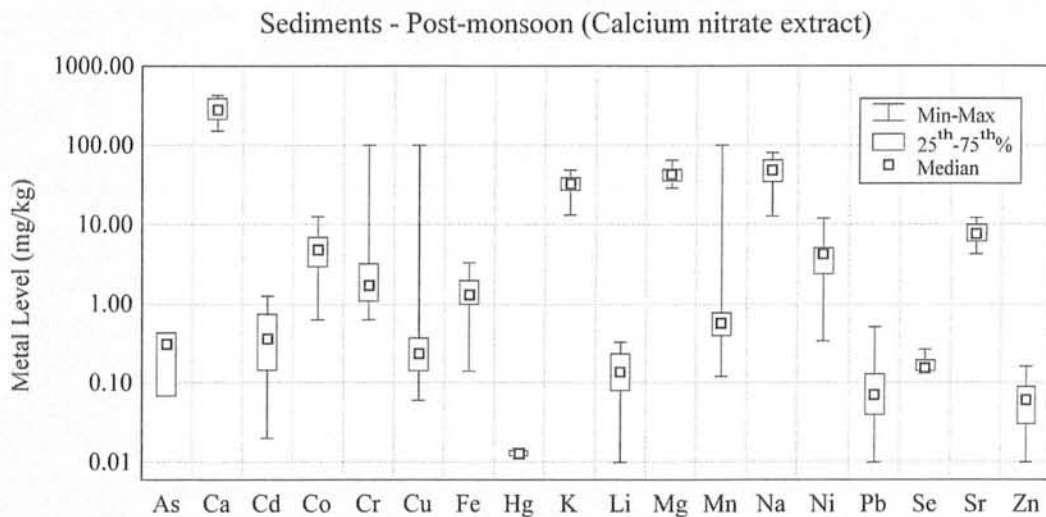 Sediments - Post-monsoon (Calcium nitrate extract)
1000.00
100.00
10.00
1.00
0.10
0.01
Metal Level (mg/kg)
Min-Max
25th-75th%
Median
As Ca Cd Co Cr Cu Fe Hg K Li Mg Mn Na Ni Pb Se Sr Zn